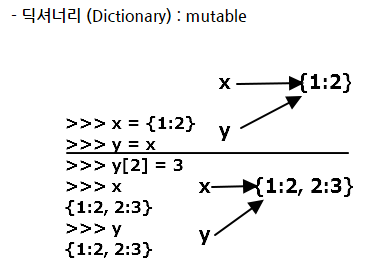 - 딕셔너리 (Dictionary) : mutable
x {1:2}
>>> x = {1:2}
y
>>> y = x
>>> y[2] = 3
>>> x
x {1:2, 2:3}
{1:2, 2:3}
>>> y
y
{1:2, 2:3}